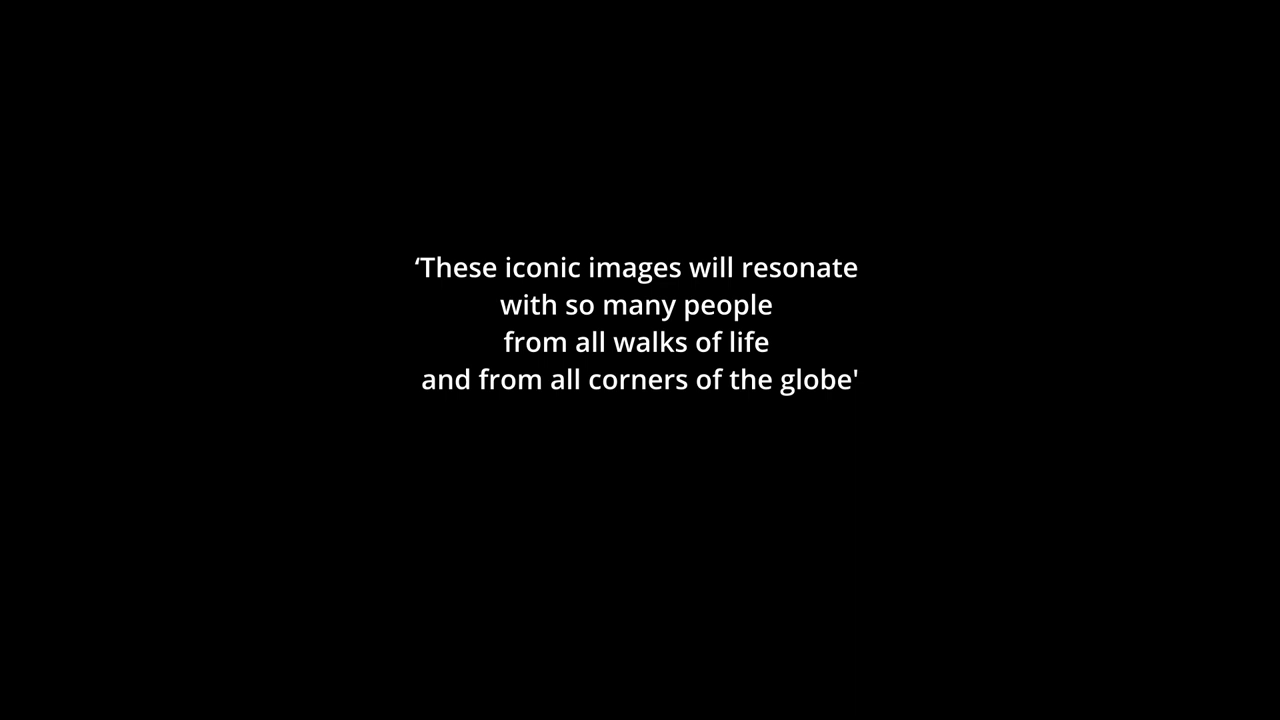 ‘These iconic images will resonate
with so many people
from all walks of life
and from all corners of the globe'